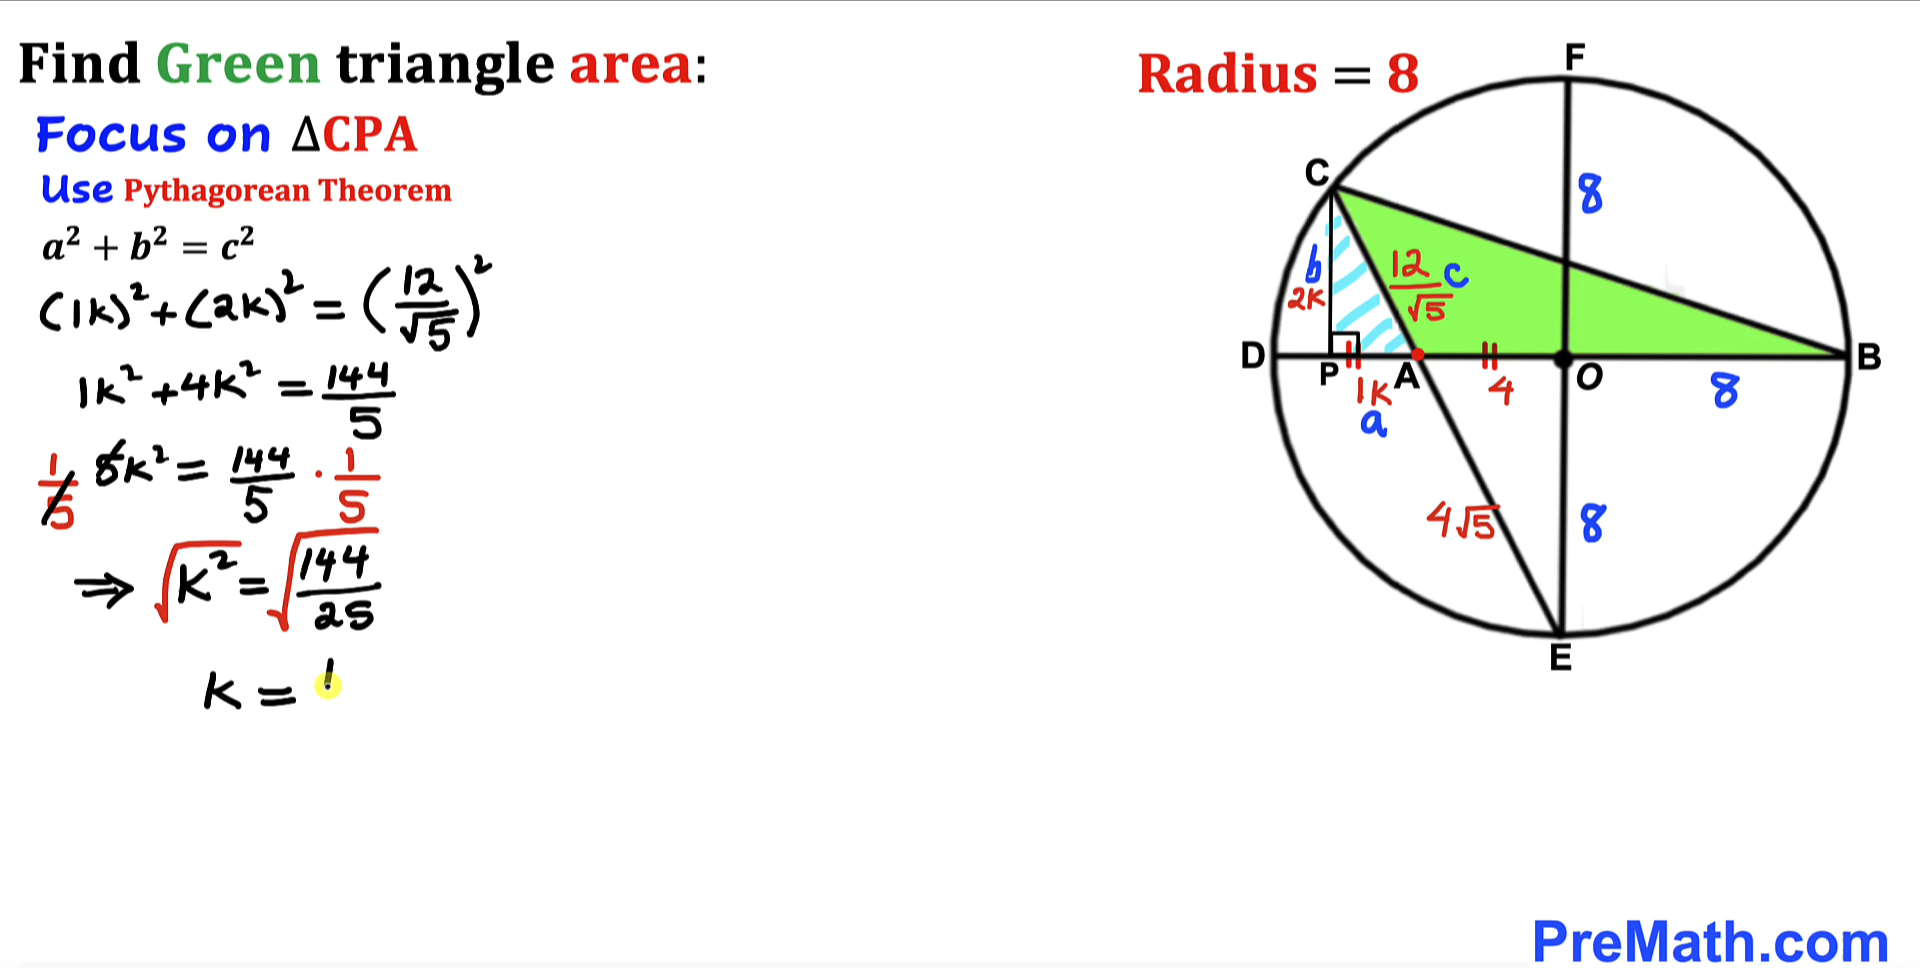 Find Green triangle area:
Focus on ΔCPA
Use Pythagorean Theorem
a² + b² = c²
(1k)² + (2k)² = (12/√5)²
1k² + 4k² = 144/5
1/5 5k² = 144/5 · 1/5
⇒ √k² = √144/25
k =
Radius = 8
F
C
8
b
2k
12/√5
c
D
P
A
O
B
1k
a
4
8
4√5
8
E
PreMath.com